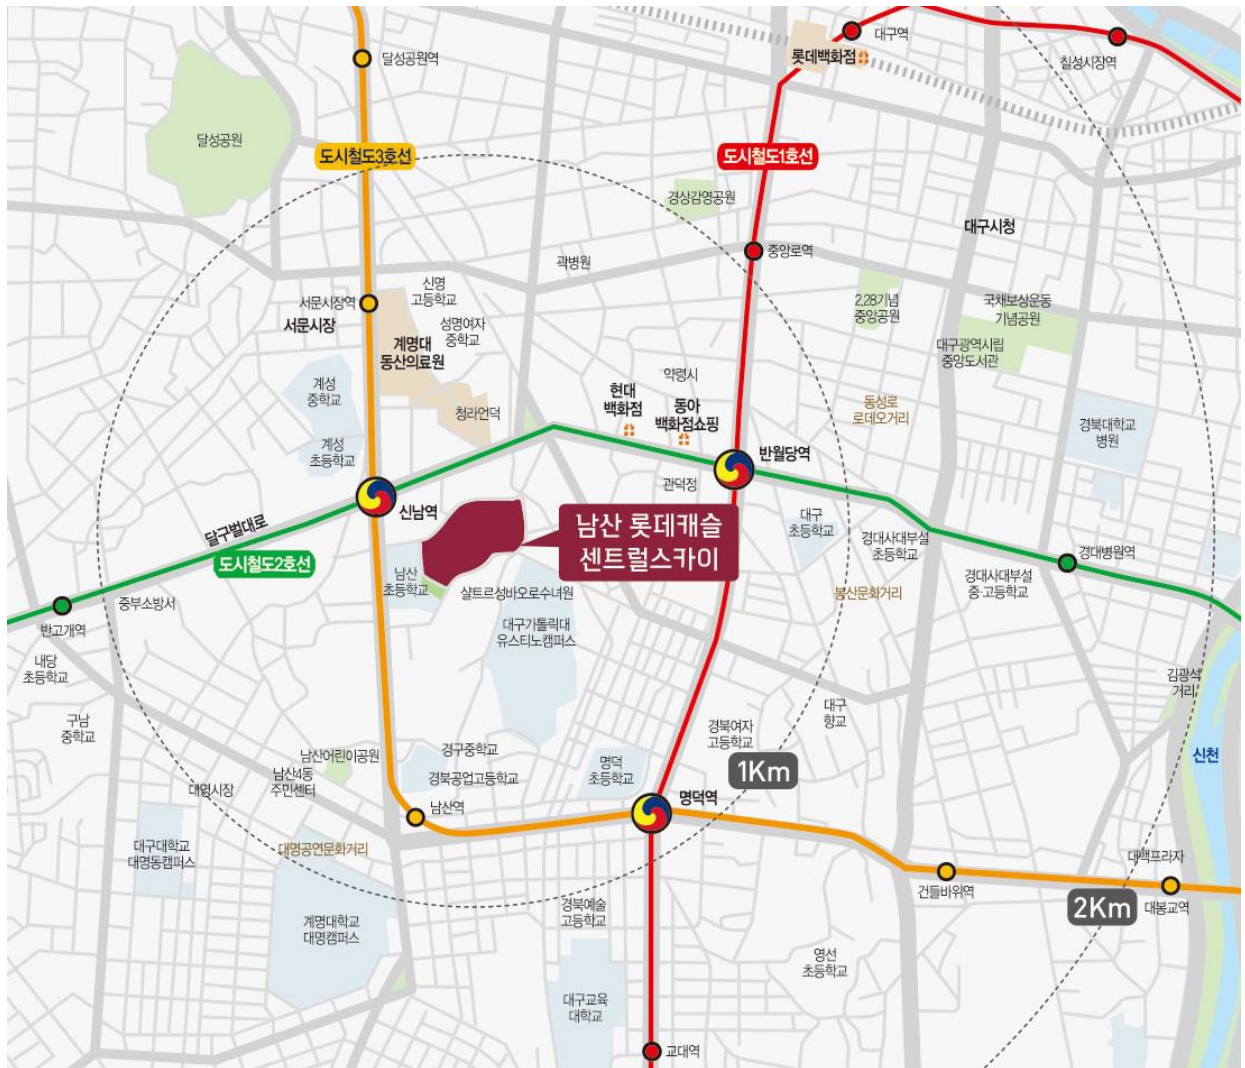 대구역
롯데백화점
칠성시장역
달성공원역
달성공원
도시철도3호선
도시철도1호선
경상감영공원
대구시청
중앙로역
곽병원
신명
고등학교
서문시장역
서문시장
성명여자
중학교
2.28기념
중앙공원
국채보상운동
기념공원
계명대
동산의료원
대구광역시립
중앙도서관
계성
중학교
약령시
현대
백화점
동아
백화점쇼핑
청라언덕
동성로
로데오거리
경북대학교
병원
계성
초등학교
반월당역
관덕정
신남역
달구벌대로
남산 롯데캐슬
센트럴스카이
대구
초등학교
경대사대부설
초등학교
경대병원역
도시철도2호선
남산
초등학교
경대사대부설
중·고등학교
샬트르성바오로수녀원
봉산문화거리
중부소방서
반고개역
대구가톨릭대
유스티노캠퍼스
내당
초등학교
김광석
거리
구남
중학교
대구
향교
경북여자
고등학교
남산어린이공원
경구중학교
명덕
초등학교
신천
1Km
남산4동
주민센터
경북공업고등학교
대명시장
남산역
명덕역
대구대학교
대명동캠퍼스
대명공연문화거리
대백프라자
건들바위역
2Km
대봉교역
경북예술
고등학교
계명대학교
대명캠퍼스
영선
초등학교
대구교육
대학교
교대역